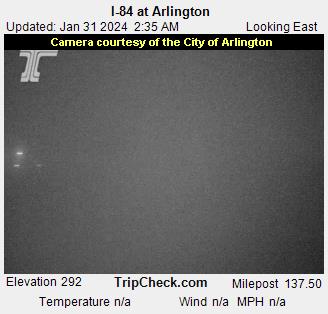 I-84 at Arlington
Updated: Jan 31 2024 2:35 AM Looking East
Camera courtesy of the City of Arlington
Elevation 292 TripCheck.com Milepost 137.50
Temperature n/a Wind n/a MPH n/a